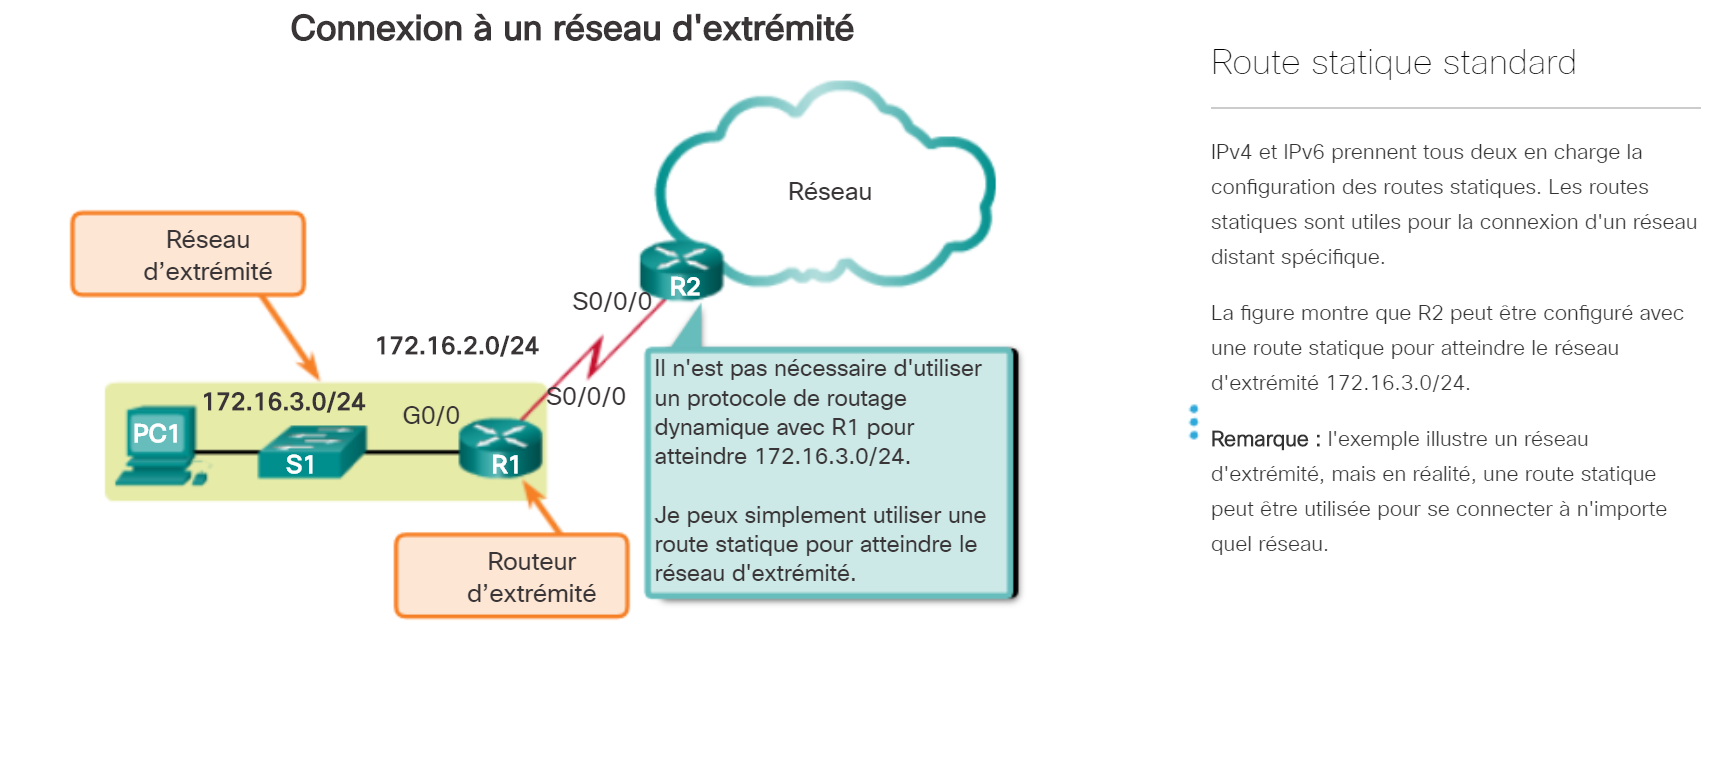 Connexion à un réseau d'extrémité
Réseau
Réseau
d’extrémité
R2
S0/0/0
172.16.2.0/24
S0/0/0
172.16.3.0/24
G0/0
PC1
S1
R1
Routeur
d’extrémité
Il n'est pas nécessaire d'utiliser
un protocole de routage
dynamique avec R1 pour
atteindre 172.16.3.0/24.
Je peux simplement utiliser une
route statique pour atteindre le
réseau d'extrémité.
Route statique standard
IPv4 et IPv6 prennent tous deux en charge la
configuration des routes statiques. Les routes
statiques sont utiles pour la connexion d'un réseau
distant spécifique.
La figure montre que R2 peut être configuré avec
une route statique pour atteindre le réseau
d'extrémité 172.16.3.0/24.
Remarque : l'exemple illustre un réseau
d'extrémité, mais en réalité, une route statique
peut être utilisée pour se connecter à n'importe
quel réseau.